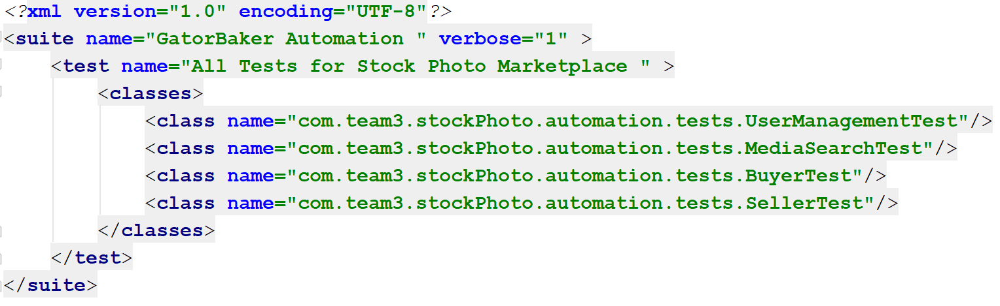 <?xml version="1.0" encoding="UTF-8"?>
<suite name="GatorBaker Automation " verbose="1" >
<test name="All Tests for Stock Photo Marketplace " >
<classes>
<class name="com.team3.stockPhoto.automation.tests.UserManagementTest"/>
<class name="com.team3.stockPhoto.automation.tests.MediaSearchTest"/>
<class name="com.team3.stockPhoto.automation.tests.BuyerTest"/>
<class name="com.team3.stockPhoto.automation.tests.SellerTest"/>
</classes>
</test>
</suite>